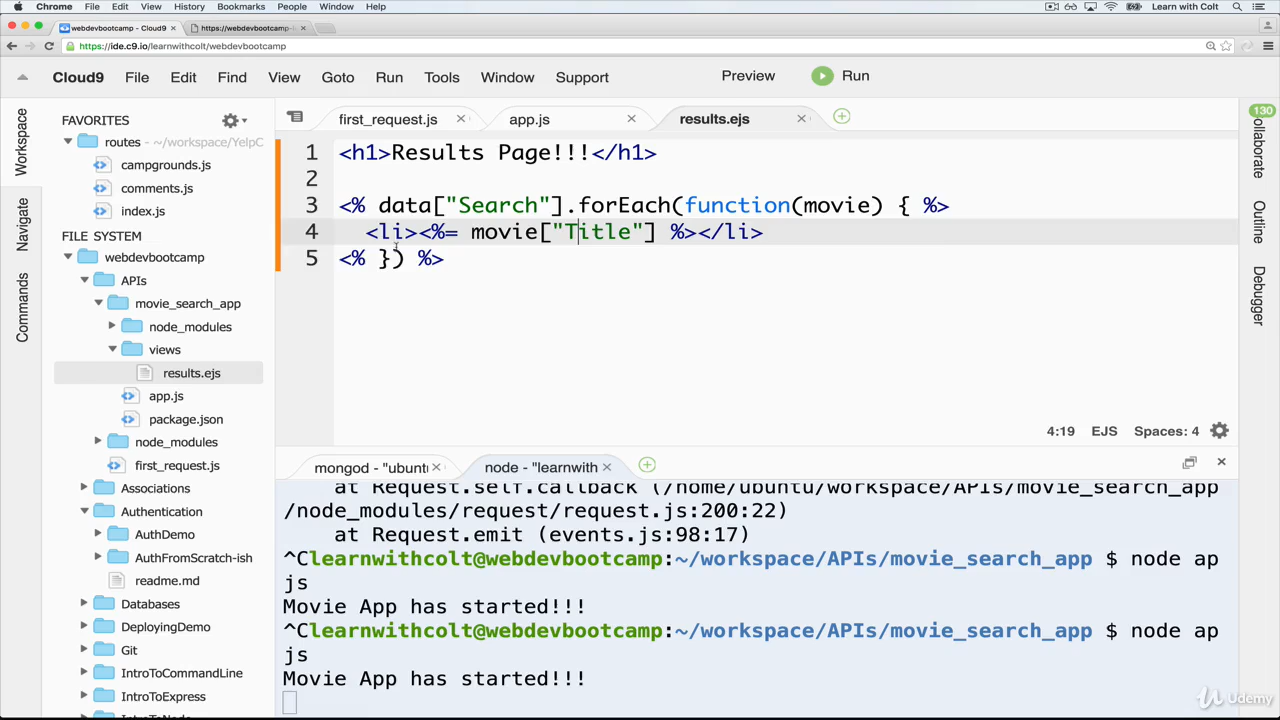 Chrome File Edit View History Bookmarks People Window Help Learn with Colt
webdevbootcamp - Cloud9 × https://webdevbootcamp-i ×
https://ide.c9.io/learnwithcolt/webdevbootcamp
Cloud9 File Edit Find View Goto Run Tools Window Support Preview Run
Workspace
Navigate
Commands
FAVORITES
routes - ~/workspace/YelpC
campgrounds.js
comments.js
index.js
FILE SYSTEM
webdevbootcamp
APIs
movie_search_app
node_modules
views
results.ejs
app.js
package.json
node_modules
first_request.js
Associations
Authentication
AuthDemo
AuthFromScratch-ish
readme.md
Databases
DeployingDemo
Git
IntroToCommandLine
IntroToExpress
first_request.js × app.js × results.ejs ×
1 <h1>Results Page!!!</h1>
2
3 <% data["Search"].forEach(function(movie) { %>
4 <li><%= movie["Title"] %></li>
5 <% }) %>
4:19 EJS Spaces: 4
mongod - "ubuntu × node - "learnwith ×
at Request.self.callback (/home/ubuntu/workspace/APIs/movie_search_app
/node_modules/request/request.js:200:22)
at Request.emit (events.js:98:17)
^Clearnwithcolt@webdevbootcamp:~/workspace/APIs/movie_search_app $ node ap
js
Movie App has started!!!
^Clearnwithcolt@webdevbootcamp:~/workspace/APIs/movie_search_app $ node ap
js
Movie App has started!!!
130
Collaborate
Outline
Debugger
Udemy